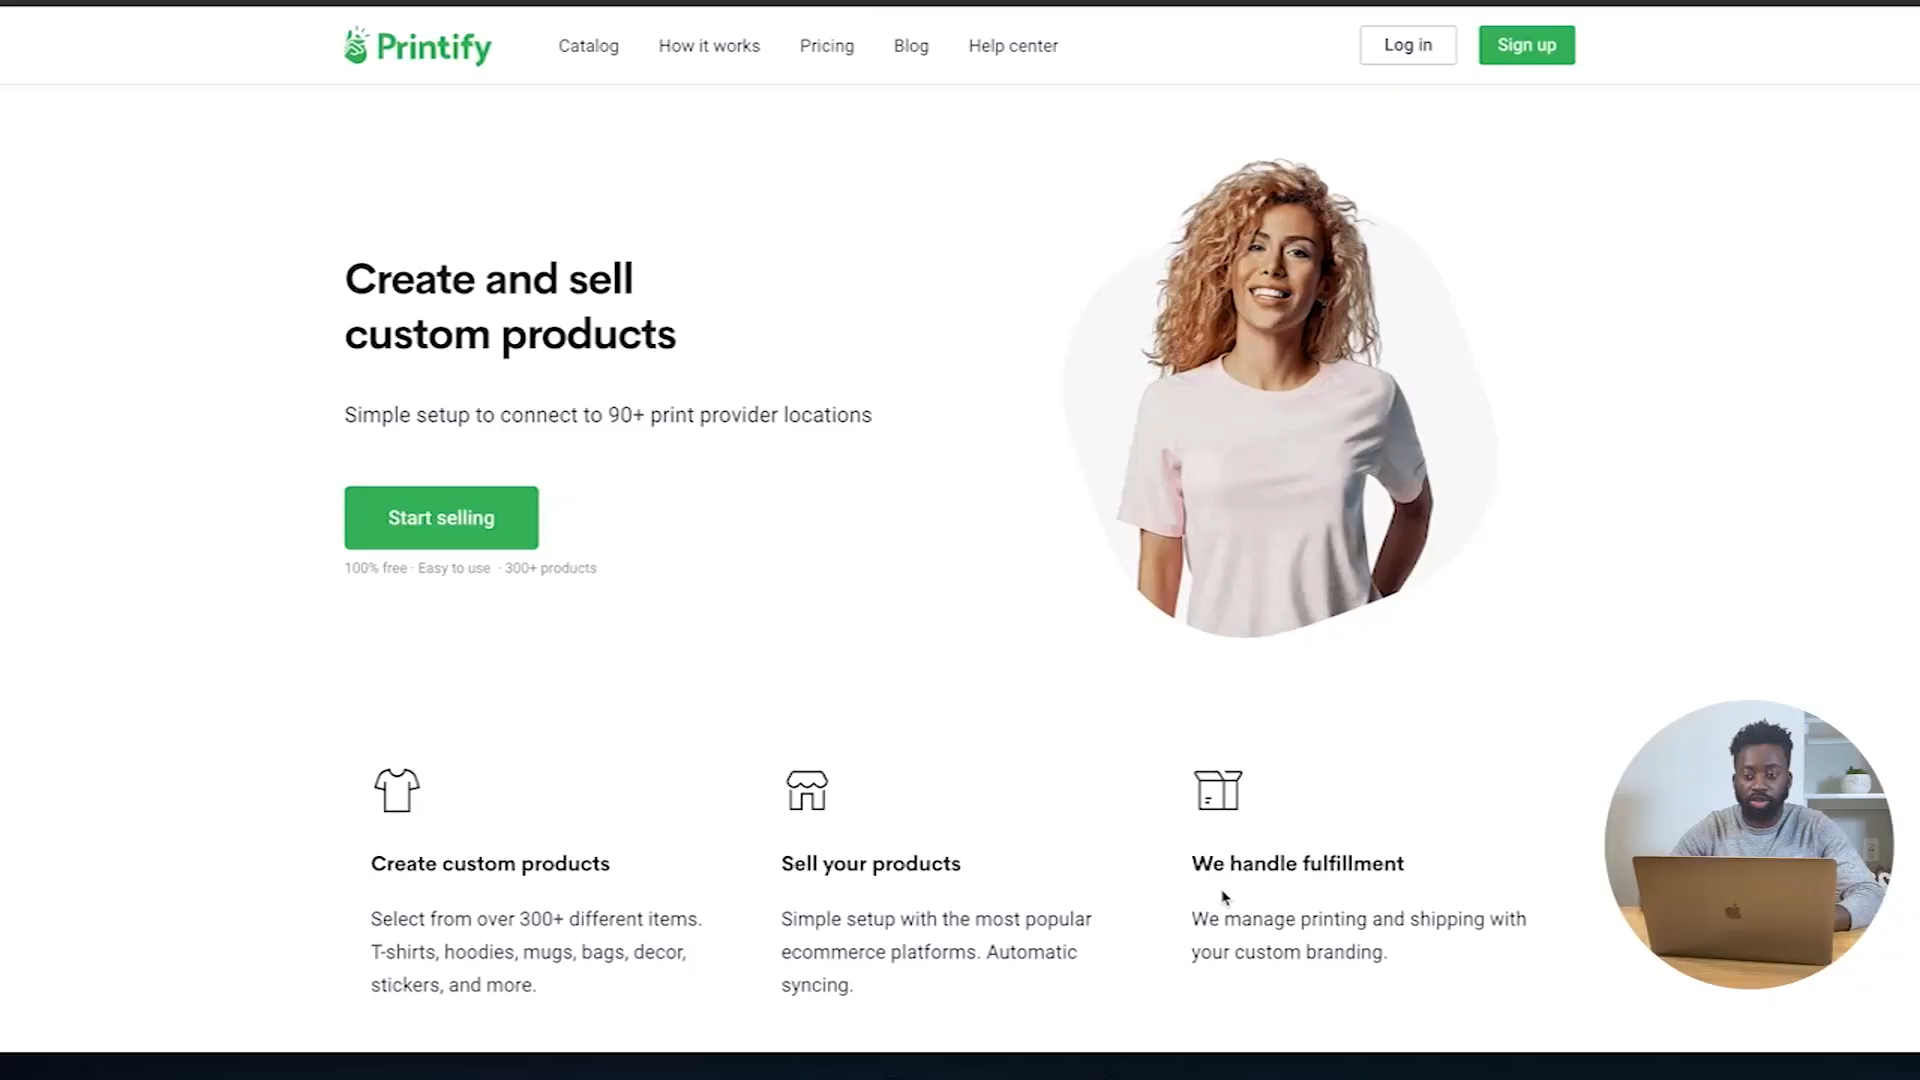 Printify
Catalog
How it works
Pricing
Blog
Help center
Log in
Sign up
Create and sell
custom products
Simple setup to connect to 90+ print provider locations
Start selling
100% free · Easy to use · 300+ products
Create custom products
Select from over 300+ different items.
T-shirts, hoodies, mugs, bags, decor,
stickers, and more.
Sell your products
Simple setup with the most popular
ecommerce platforms. Automatic
syncing.
We handle fulfillment
We manage printing and shipping with
your custom branding.